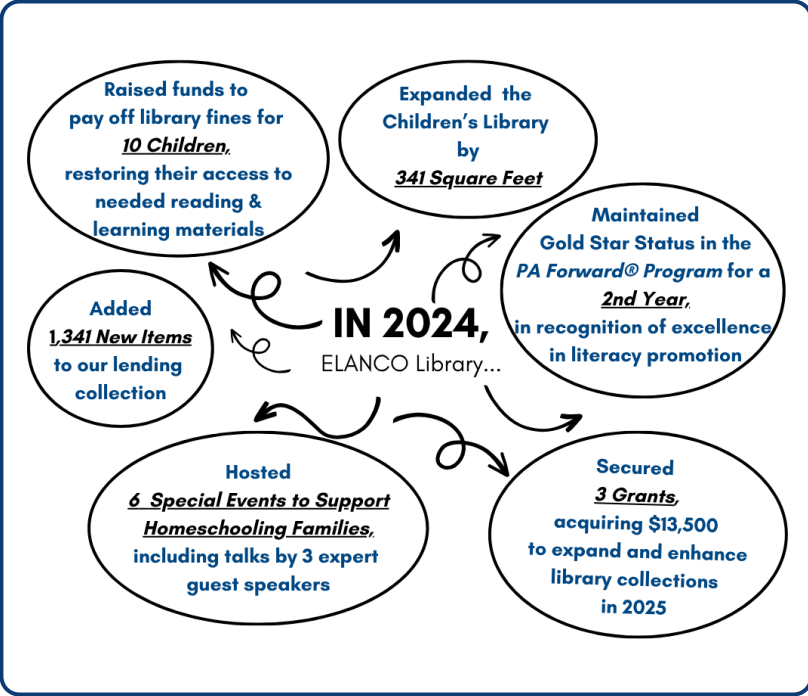 Raised funds to
pay off library fines for
10 Children,
restoring their access to
needed reading &
learning materials
Expanded the
Children's Library
by
341 Square Feet
Maintained
Gold Star Status in the
PA Forward® Program for a
2nd Year,
in recognition of excellence
in literacy promotion
Added
1,341 New Items
to our lending
collection
IN 2024,
ELANCO Library...
Hosted
6 Special Events to Support
Homeschooling Families,
including talks by 3 expert
guest speakers
Secured
3 Grants,
acquiring $13,500
to expand and enhance
library collections
in 2025